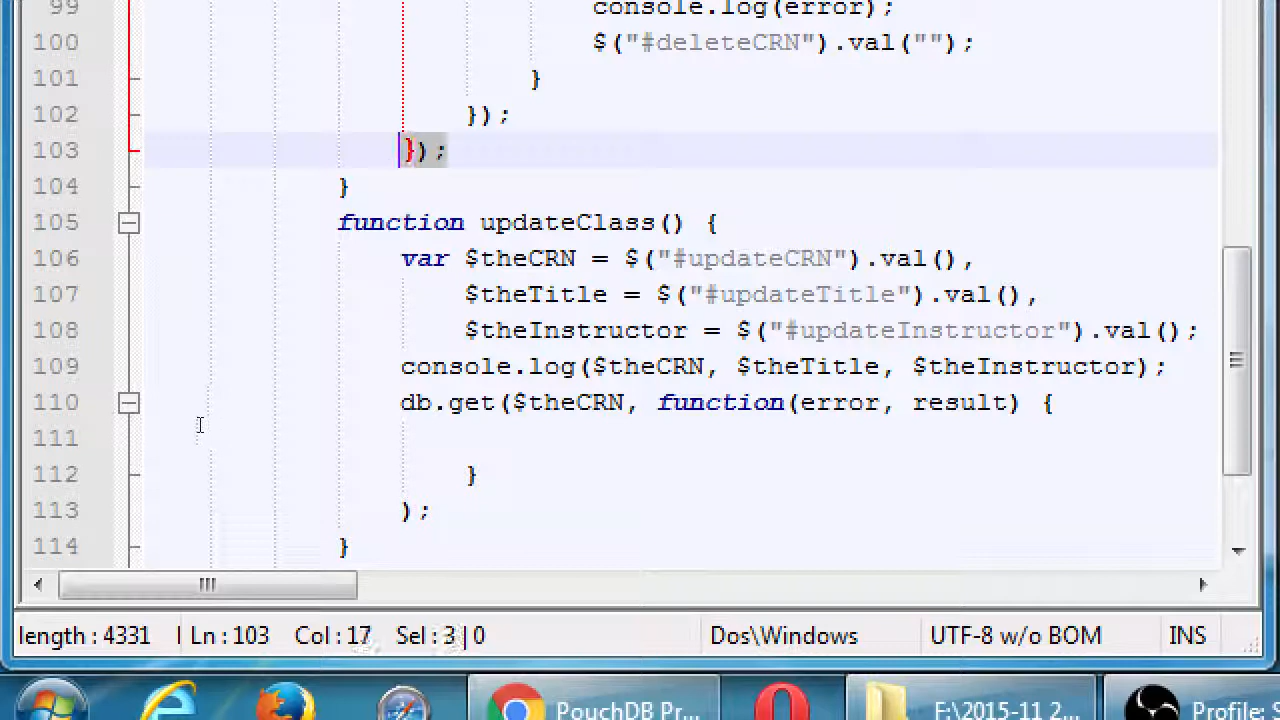 99 console.log(error);
100 $("#deleteCRN").val("");
101 }
102 });
103 });
104 }
105 function updateClass() {
106 var $theCRN = $("#updateCRN").val(),
107 $theTitle = $("#updateTitle").val(),
108 $theInstructor = $("#updateInstructor").val();
109 console.log($theCRN, $theTitle, $theInstructor);
110 db.get($theCRN, function(error, result) {
111
112 }
113 );
114 }
length : 4331 Ln : 103 Col : 17 Sel : 3 | 0 Dos\Windows UTF-8 w/o BOM INS
PouchDB Pr... F:\2015-11 2... Profile: S